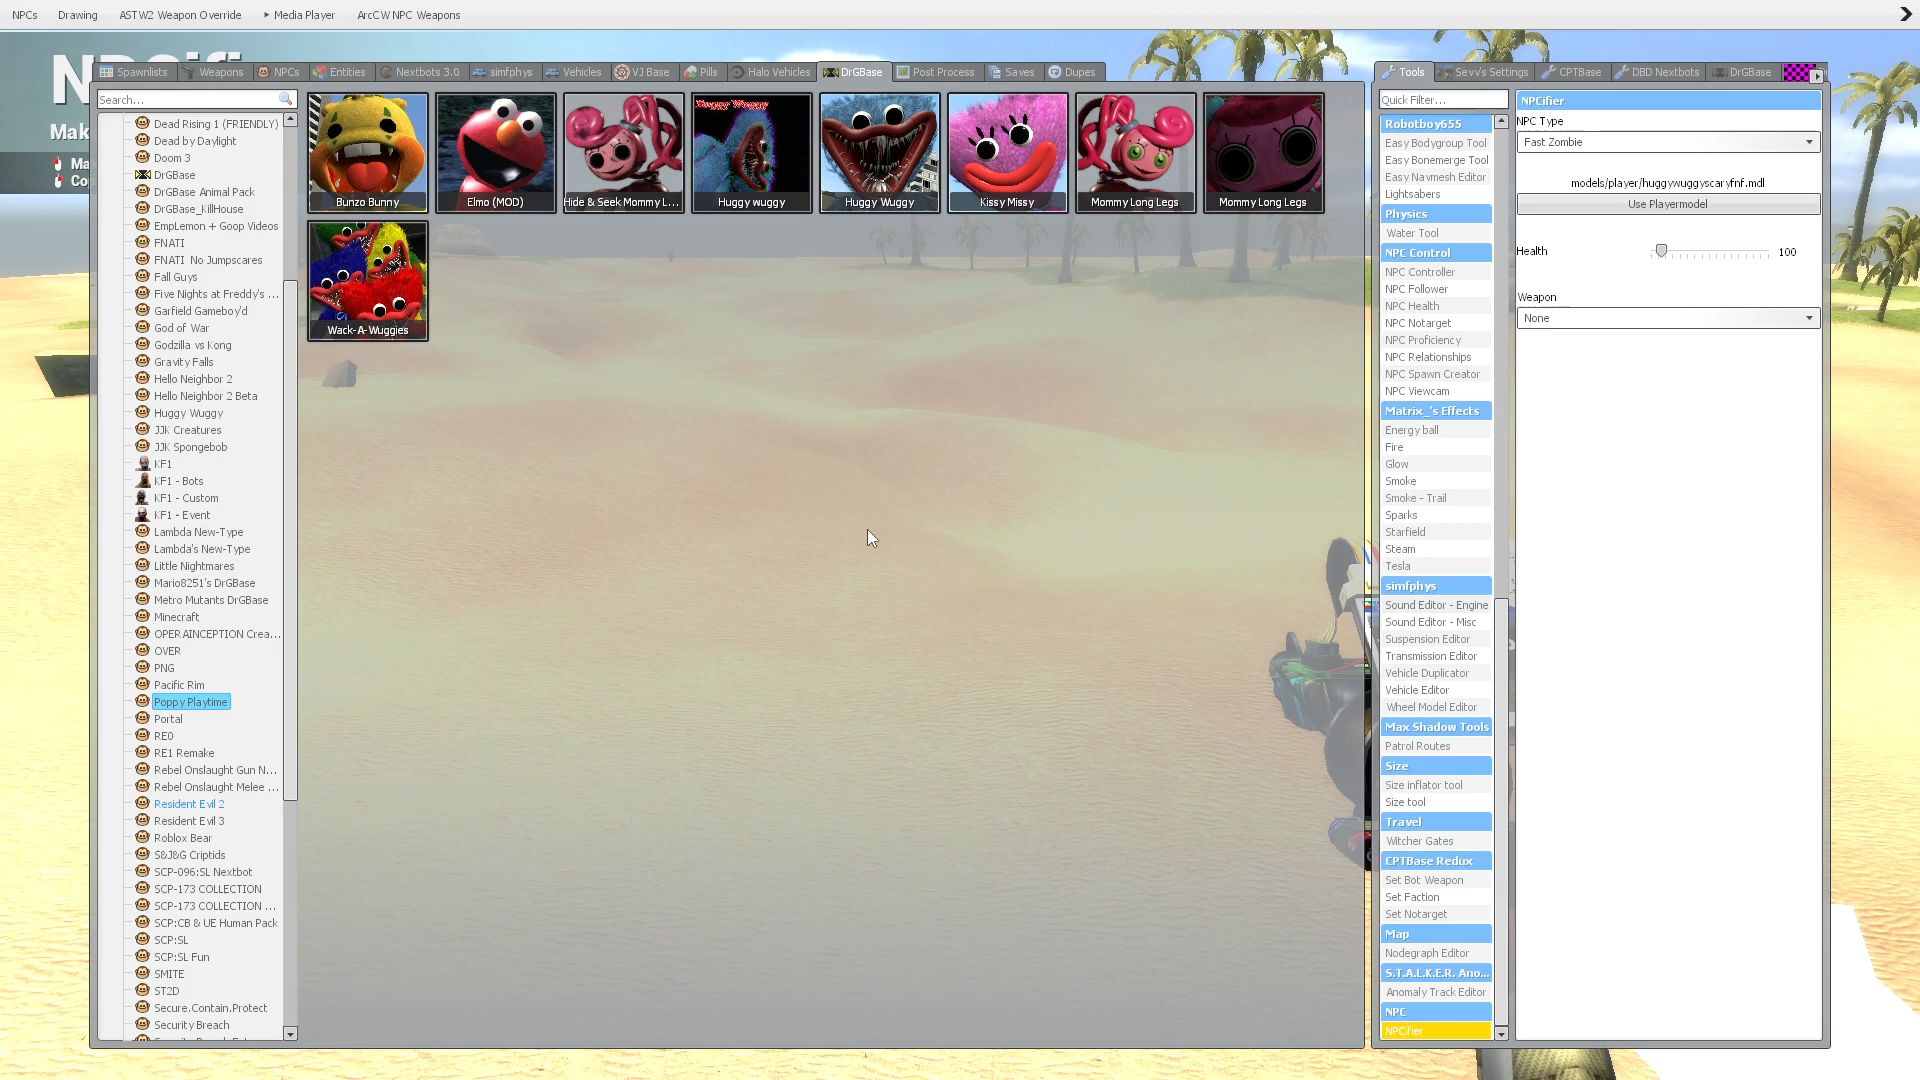 NPCs
Drawing
ASTW2 Weapon Override
Media Player
ArcCW NPC Weapons
Mak
Ma
Co
Spawnlists
Weapons
NPCs
Entities
Nextbots 3.0
simfphys
Vehicles
VJ Base
Pills
Halo Vehicles
DrGBase
Post Process
Saves
Dupes
Search...
Dead Rising 1 (FRIENDLY)
Dead by Daylight
Doom 3
DrGBase
DrGBase Animal Pack
DrGBase_KillHouse
EmpLemon + Goop Videos
FNATI
FNATI No Jumpscares
Fall Guys
Five Nights at Freddy's ...
Garfield Gameboy'd
God of War
Godzilla vs Kong
Gravity Falls
Hello Neighbor 2
Hello Neighbor 2 Beta
Huggy Wuggy
JJK Creatures
JJK Spongebob
KF1
KF1 - Bots
KF1 - Custom
KF1 - Event
Lambda New-Type
Lambda's New-Type
Little Nightmares
Mario8251's DrGBase
Metro Mutants DrGBase
Minecraft
OPERAINCEPTION Crea...
OVER
PNG
Pacific Rim
Poppy Playtime
Portal
RE0
RE1 Remake
Rebel Onslaught Gun N...
Rebel Onslaught Melee ...
Resident Evil 2
Resident Evil 3
Roblox Bear
S&J&G Criptids
SCP-096:SL Nextbot
SCP-173 COLLECTION
SCP-173 COLLECTION ...
SCP:CB & UE Human Pack
SCP:SL
SCP:SL Fun
SMITE
ST2D
Secure.Contain.Protect
Security Breach
Bunzo Bunny
Elmo (MOD)
Hide & Seek Mommy L...
Huggy Wuggy
Huggy wuggy
Huggy Wuggy
Kissy Missy
Mommy Long Legs
Mommy Long Legs
Wack-A-Wuggies
Tools
Sevv's Settings
CPTBase
DBD Nextbots
DrGBase
Quick Filter...
Robotboy655
Easy Bodygroup Tool
Easy Bonemerge Tool
Easy Navmesh Editor
Lightsabers
Physics
Water Tool
NPC Control
NPC Controller
NPC Follower
NPC Health
NPC Notarget
NPC Proficiency
NPC Relationships
NPC Spawn Creator
NPC Viewcam
Matrix_'s Effects
Energy ball
Fire
Glow
Smoke
Smoke - Trail
Sparks
Starfield
Steam
Tesla
simfphys
Sound Editor - Engine
Sound Editor - Misc
Suspension Editor
Transmission Editor
Vehicle Duplicator
Vehicle Editor
Wheel Model Editor
Max Shadow Tools
Patrol Routes
Size
Size inflator tool
Size tool
Travel
Witcher Gates
CPTBase Redux
Set Bot Weapon
Set Faction
Set Notarget
Map
Nodegraph Editor
S.T.A.L.K.E.R. Ano...
Anomaly Track Editor
NPC
NPCifier
NPCifier
NPC Type
Fast Zombie
models/player/huggywuggyscaryfnf.mdl
Use Playermodel
Health
100
Weapon
None